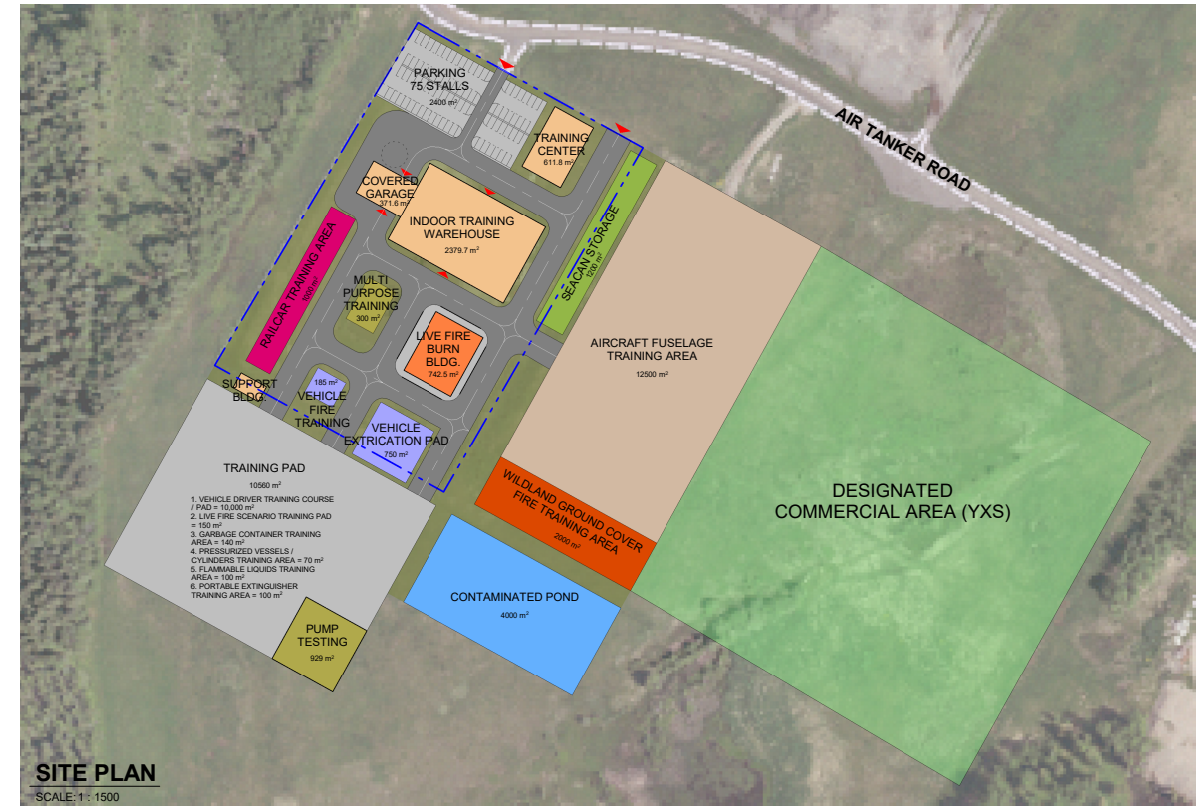 PARKING
75 STALLS
2400 m²
TRAINING
CENTER
611.8 m²
AIR TANKER ROAD
COVERED
GARAGE
371.6 m²
INDOOR TRAINING
WAREHOUSE
2379.7 m²
SEACAN STORAGE
1200 m²
RAILCAR TRAINING AREA
1000 m²
MULTI
PURPOSE
TRAINING
300 m²
LIVE FIRE
BURN
BLDG.
742.5 m²
AIRCRAFT FUSELAGE
TRAINING AREA
12500 m²
SUPPORT
BLDG.
185 m²
VEHICLE
FIRE
TRAINING
VEHICLE
EXTRICATION PAD
750 m²
TRAINING PAD
10560 m²
1. VEHICLE DRIVER TRAINING COURSE
/ PAD = 10,000 m²
2. LIVE FIRE SCENARIO TRAINING PAD
= 150 m²
3. GARBAGE CONTAINER TRAINING
AREA = 140 m²
4. PRESSURIZED VESSELS /
CYLINDERS TRAINING AREA = 70 m²
5. FLAMMABLE LIQUIDS TRAINING
AREA = 100 m²
6. PORTABLE EXTINGUISHER
TRAINING AREA = 100 m²
WILDLAND GROUND COVER
FIRE TRAINING AREA
2000 m²
DESIGNATED
COMMERCIAL AREA (YXS)
CONTAMINATED POND
4000 m²
PUMP
TESTING
929 m²
SITE PLAN
SCALE: 1 : 1500